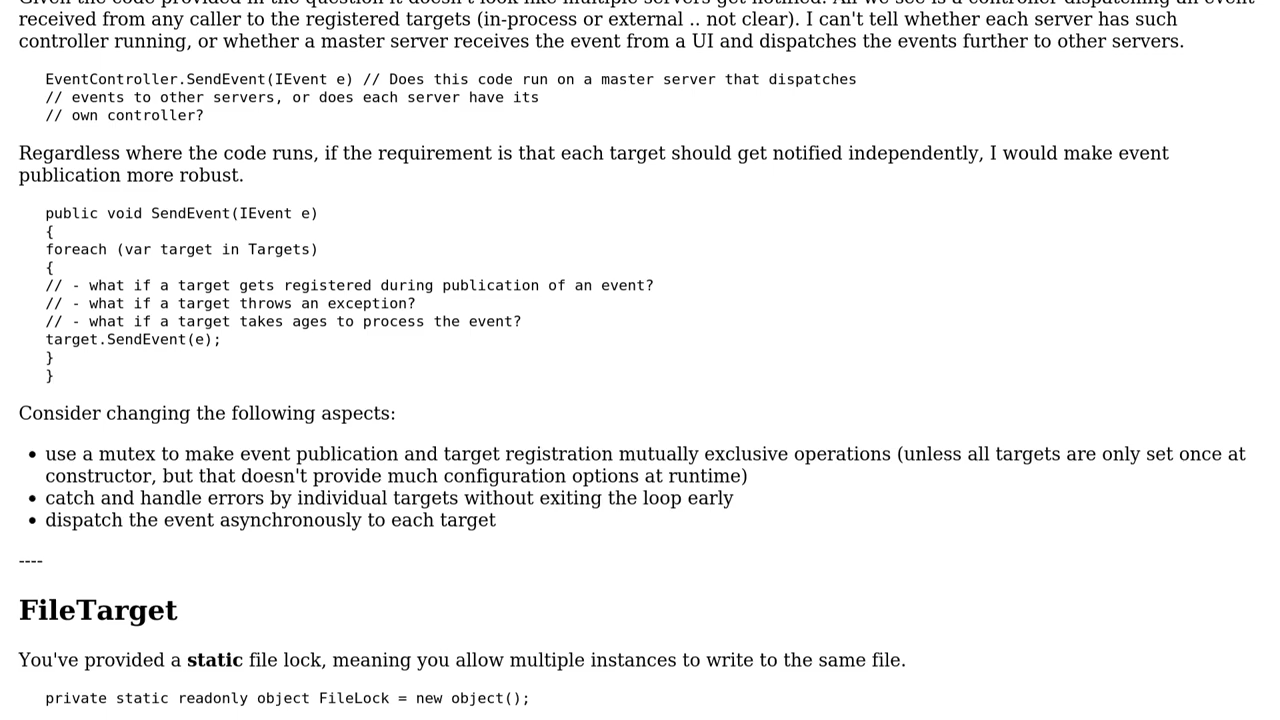 received from any caller to the registered targets (in-process or external .. not clear). I can't tell whether each server has such
controller running, or whether a master server receives the event from a UI and dispatches the events further to other servers.
EventController.SendEvent(IEvent e) // Does this code run on a master server that dispatches
// events to other servers, or does each server have its
// own controller?
Regardless where the code runs, if the requirement is that each target should get notified independently, I would make event
publication more robust.
public void SendEvent(IEvent e)
{
foreach (var target in Targets)
{
// - what if a target gets registered during publication of an event?
// - what if a target throws an exception?
// - what if a target takes ages to process the event?
target.SendEvent(e);
}
}
Consider changing the following aspects:
• use a mutex to make event publication and target registration mutually exclusive operations (unless all targets are only set once at
constructor, but that doesn't provide much configuration options at runtime)
• catch and handle errors by individual targets without exiting the loop early
• dispatch the event asynchronously to each target
----
FileTarget
You've provided a static file lock, meaning you allow multiple instances to write to the same file.
private static readonly object FileLock = new object();